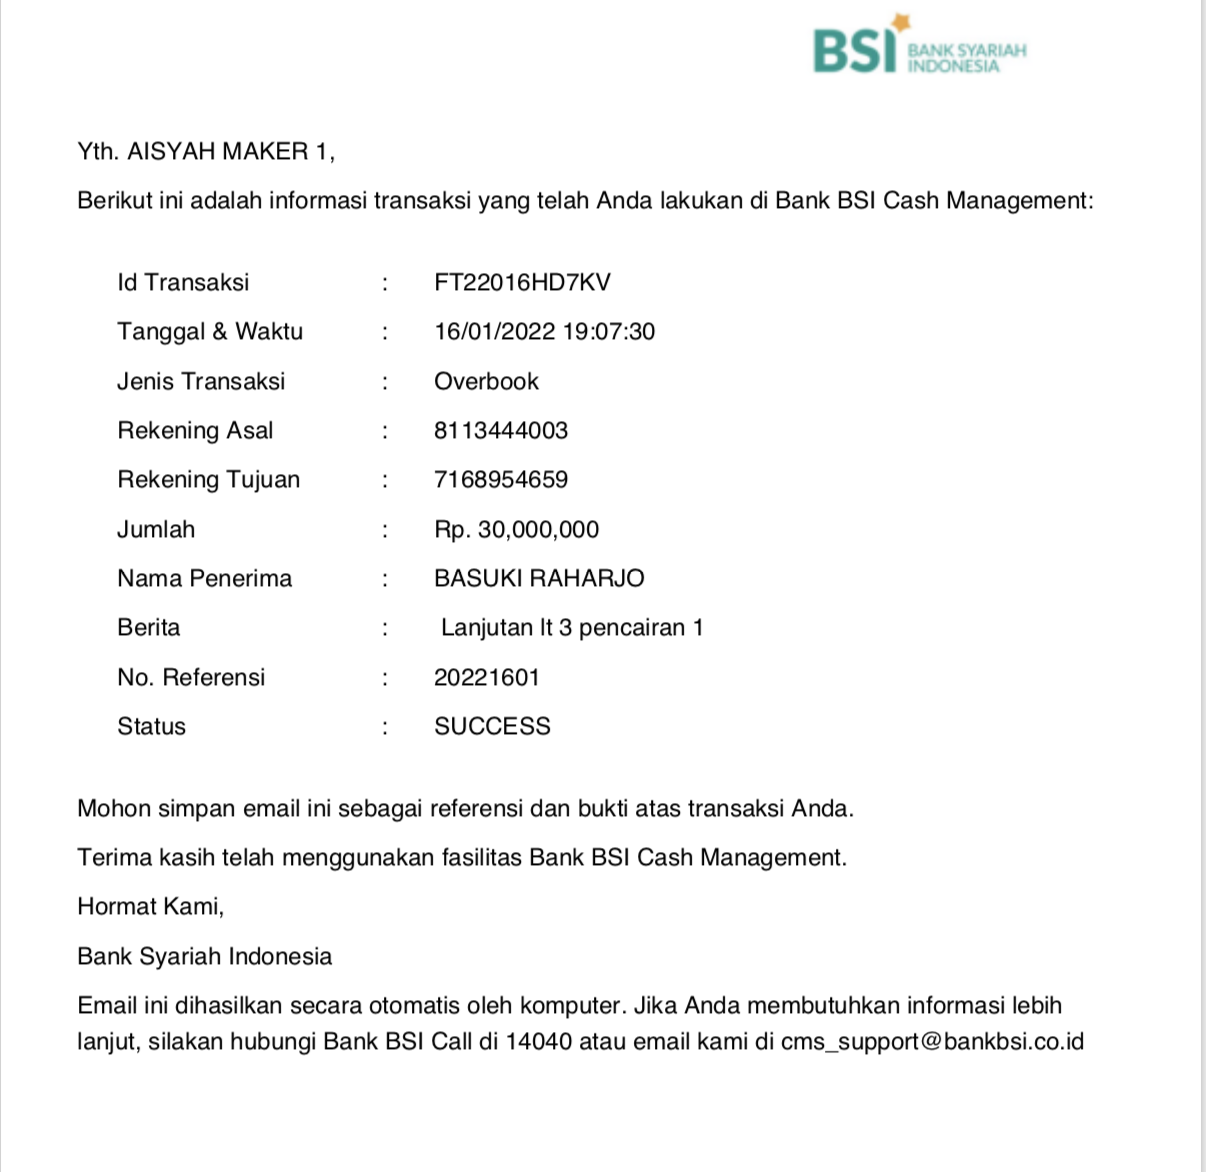 BSI BANK SYARIAH
INDONESIA
Yth. AISYAH MAKER 1,
Berikut ini adalah informasi transaksi yang telah Anda lakukan di Bank BSI Cash Management:
Id Transaksi : FT22016HD7KV
Tanggal & Waktu : 16/01/2022 19:07:30
Jenis Transaksi : Overbook
Rekening Asal : 8113444003
Rekening Tujuan : 7168954659
Jumlah : Rp. 30,000,000
Nama Penerima : BASUKI RAHARJO
Berita : Lanjutan lt 3 pencairan 1
No. Referensi : 20221601
Status : SUCCESS
Mohon simpan email ini sebagai referensi dan bukti atas transaksi Anda.
Terima kasih telah menggunakan fasilitas Bank BSI Cash Management.
Hormat Kami,
Bank Syariah Indonesia
Email ini dihasilkan secara otomatis oleh komputer. Jika Anda membutuhkan informasi lebih
lanjut, silakan hubungi Bank BSI Call di 14040 atau email kami di cms_support@bankbsi.co.id